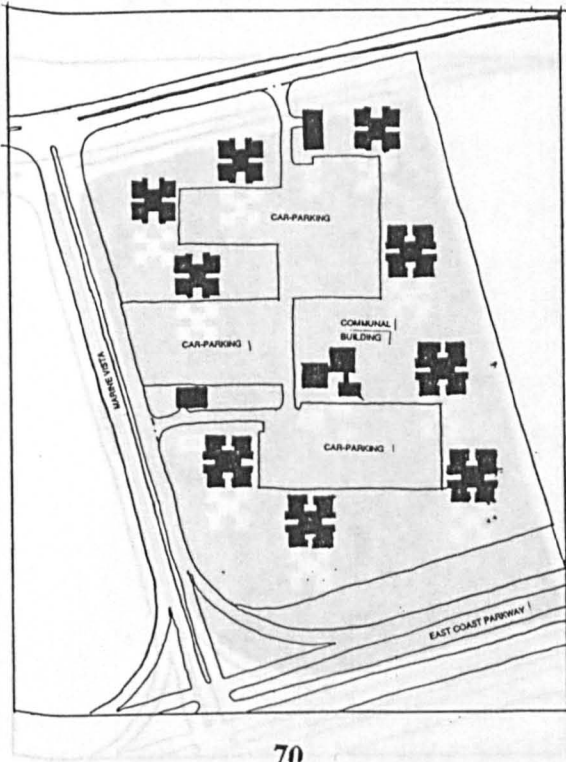 CAR-PARKING
COMMUNAL
BUILDING
CAR-PARKING
MARINE VISTA
CAR-PARKING
EAST COAST PARKWAY
70